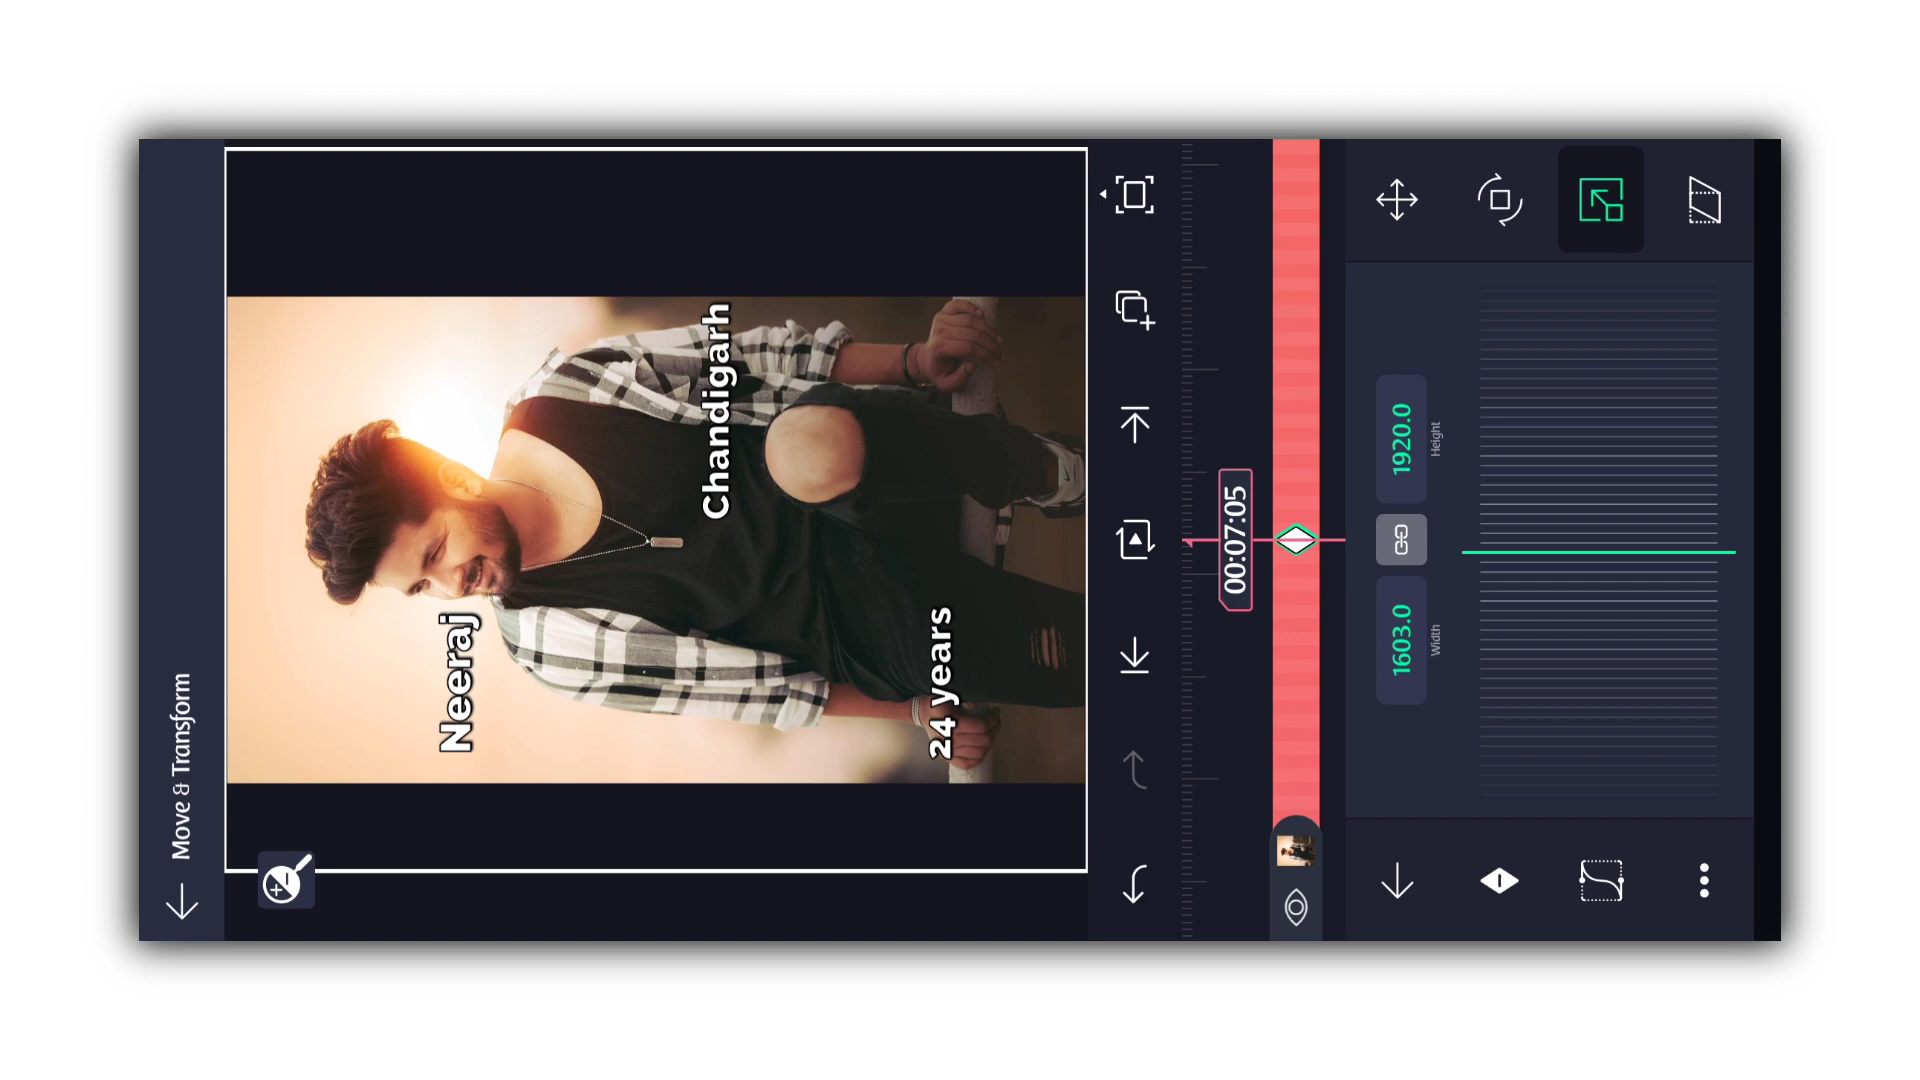 Move & Transform
Neeraj
Chandigarh
24 years
00:07:05
1603.0
Width
1920.0
Height